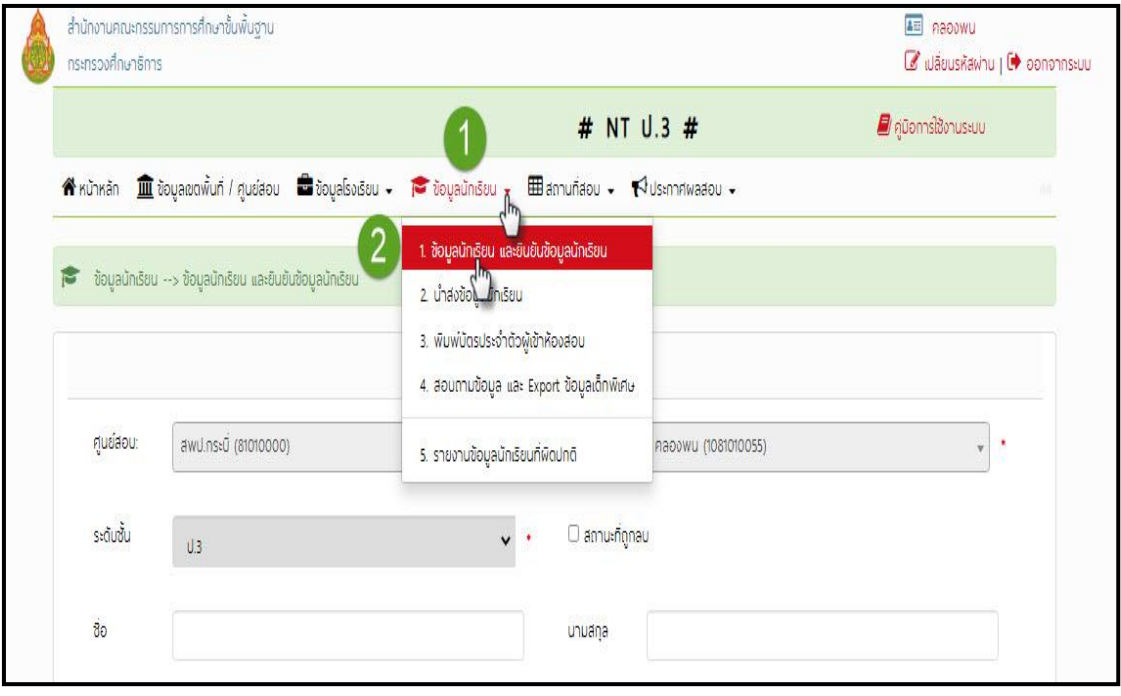 สำนักงานคณะกรรมการการศึกษาขั้นพื้นฐาน
กระทรวงศึกษาธิการ
คลองพน
เปลี่ยนรหัสผ่าน | ออกจากระบบ
# NT ป.3 #
คู่มือการใช้งานระบบ
1
หน้าหลัก ข้อมูลเขตพื้นที่ / ศูนย์สอบ ข้อมูลโรงเรียน ข้อมูลนักเรียน สถานที่สอบ ประกาศผลสอบ
2
1. ข้อมูลนักเรียน และยืนยันข้อมูลนักเรียน
2. นำส่งข้อมูลนักเรียน
3. พิมพ์บัตรประจำตัวผู้เข้าห้องสอบ
4. สอบถามข้อมูล และ Export ข้อมูลเด็กพิเศษ
5. รายงานข้อมูลนักเรียนที่ผิดปกติ
ข้อมูลนักเรียน --> ข้อมูลนักเรียน และยืนยันข้อมูลนักเรียน
ศูนย์สอบ: สพป.กระบี่ (81010000) คลองพน (1081010055) *
ระดับชั้น ป.3 * สถานะที่ถูกลบ
ชื่อ นามสกุล